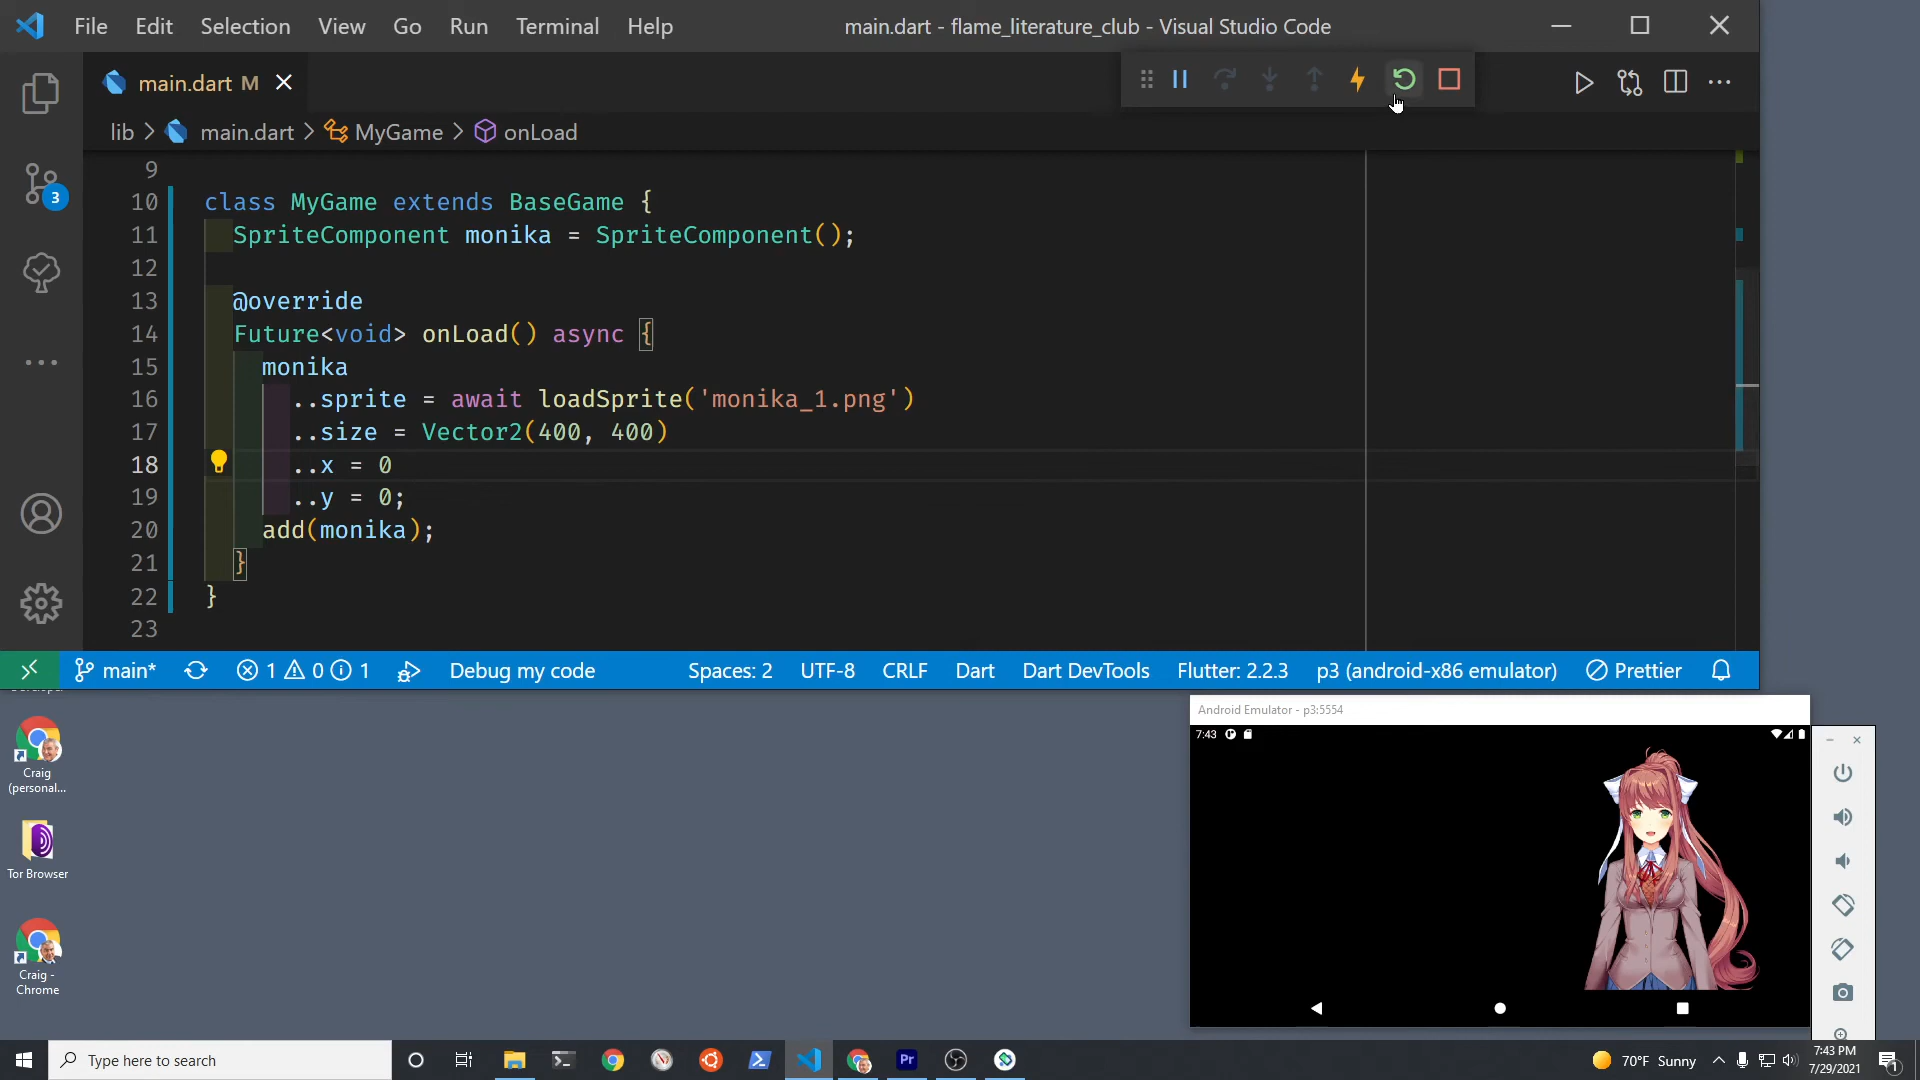 File Edit Selection View Go Run Terminal Help main.dart - flame_literature_club - Visual Studio Code
main.dart M
lib > main.dart > MyGame > onLoad
9
10 class MyGame extends BaseGame {
11 SpriteComponent monika = SpriteComponent();
12
13 @override
14 Future<void> onLoad() async {
15 monika
16 ..sprite = await loadSprite('monika_1.png')
17 ..size = Vector2(400, 400)
18 ..x = 0
19 ..y = 0;
20 add(monika);
21 }
22 }
23
3
main* 1 0 1 Debug my code Spaces: 2 UTF-8 CRLF Dart Dart DevTools Flutter: 2.2.3 p3 (android-x86 emulator) Prettier
Android Emulator - p3:5554
7:43
Craig
(personal...
Tor Browser
Craig -
Chrome
Type here to search
Pr
70°F Sunny
7:43 PM
7/29/2021
1